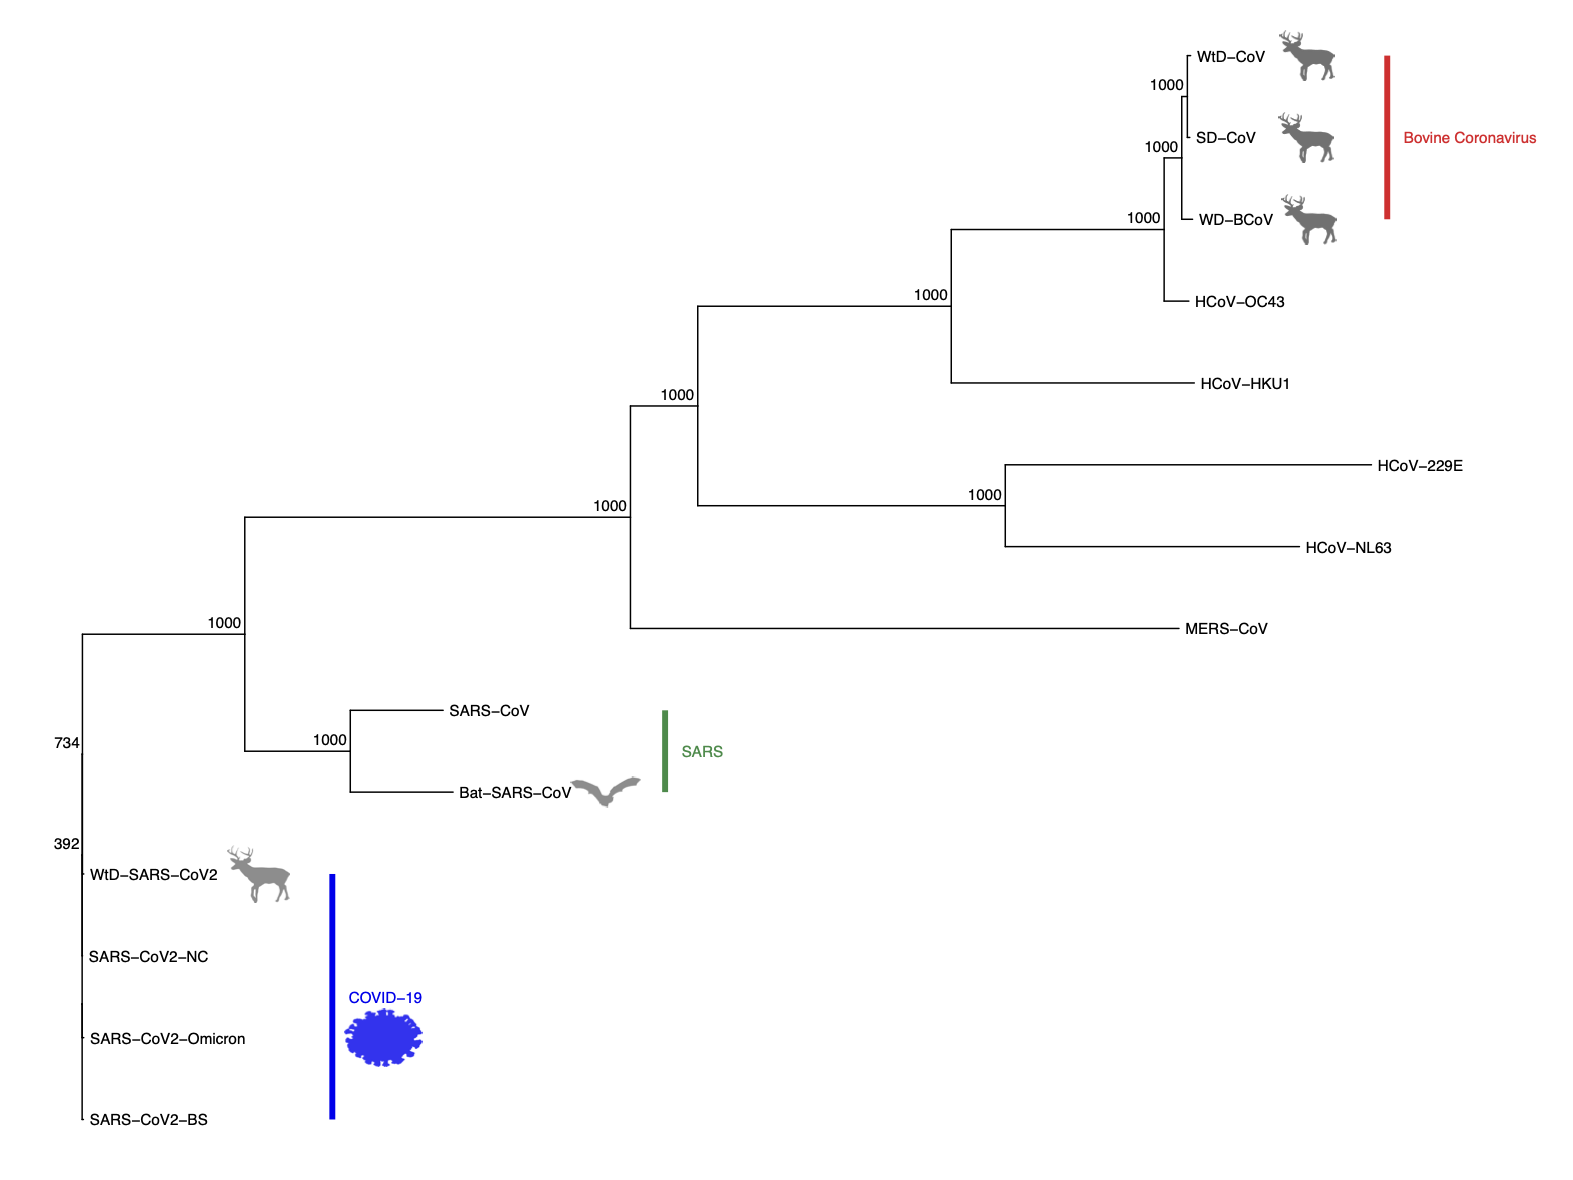 WtD–CoV
1000
SD–CoV
Bovine Coronavirus
1000
1000
WD–BCoV
1000
HCoV–OC43
HCoV–HKU1
1000
HCoV–229E
1000
1000
HCoV–NL63
1000
MERS–CoV
SARS–CoV
734
1000
SARS
Bat–SARS–CoV
392
WtD–SARS–CoV2
SARS–CoV2–NC
COVID–19
SARS–CoV2–Omicron
SARS–CoV2–BS